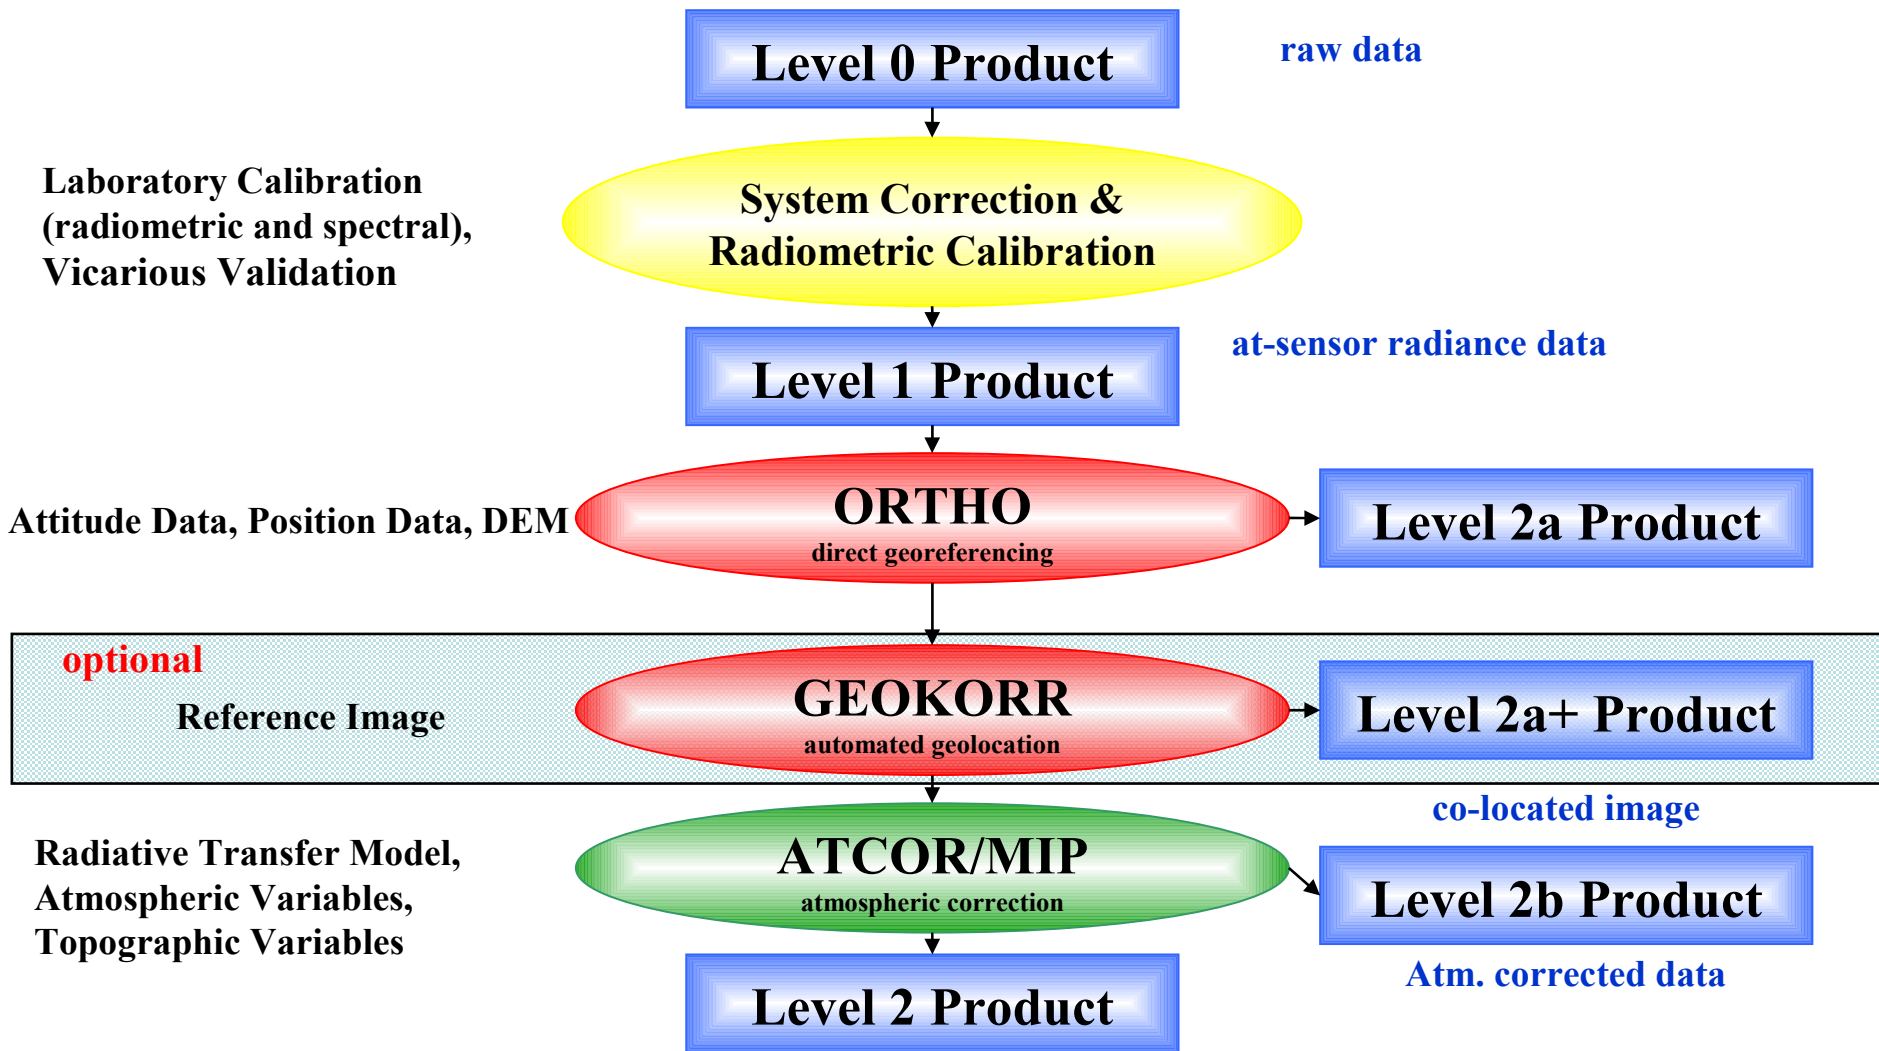 Level 0 Product
raw data
Laboratory Calibration
(radiometric and spectral),
Vicarious Validation
System Correction &
Radiometric Calibration
Level 1 Product
at-sensor radiance data
Attitude Data, Position Data, DEM
ORTHO
direct georeferencing
Level 2a Product
optional
Reference Image
GEOKORR
automated geolocation
Level 2a+ Product
co-located image
Radiative Transfer Model,
Atmospheric Variables,
Topographic Variables
ATCOR/MIP
atmospheric correction
Level 2b Product
Atm. corrected data
Level 2 Product